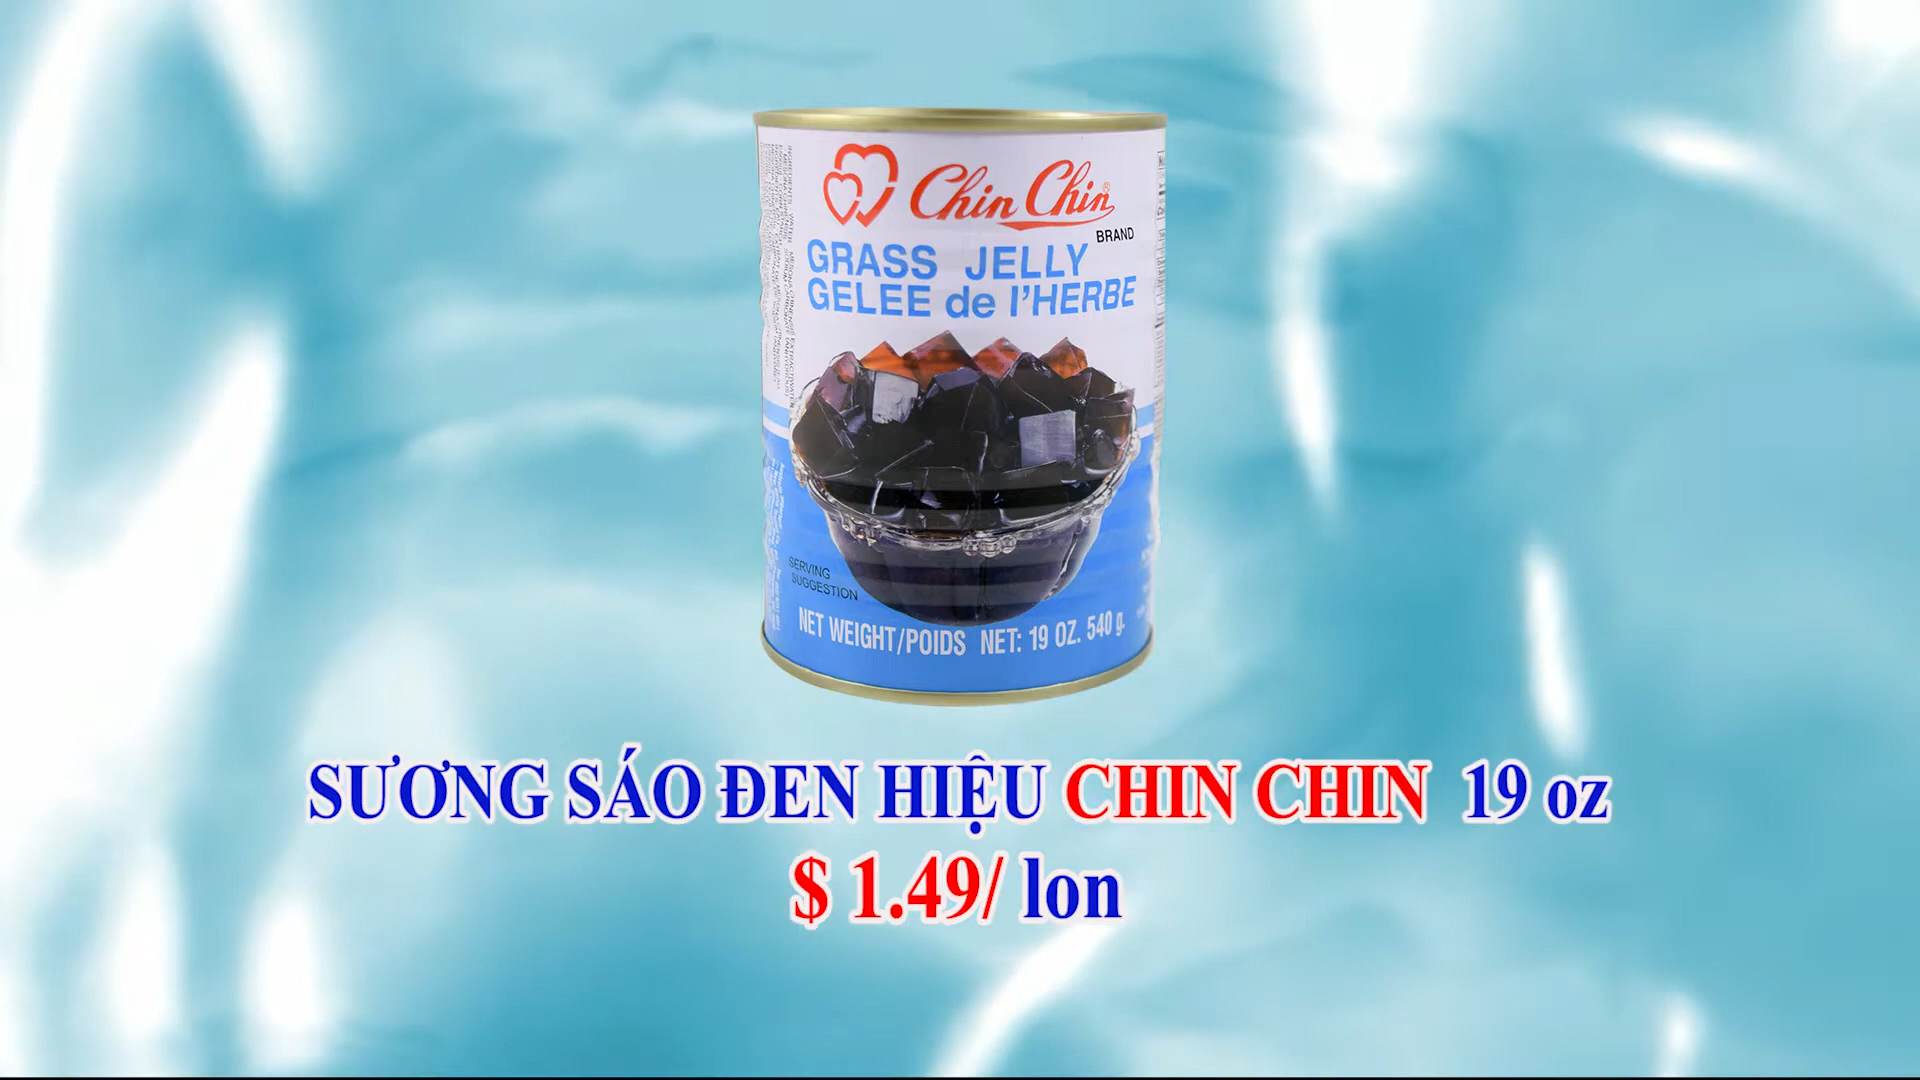 Chin Chin®
BRAND
GRASS JELLY
GELEE de l'HERBE
SERVING
SUGGESTION
NET WEIGHT/POIDS NET: 19 OZ. 540 g.
SƯƠNG SÁO ĐEN HIỆU CHIN CHIN 19 oz
$ 1.49/ lon